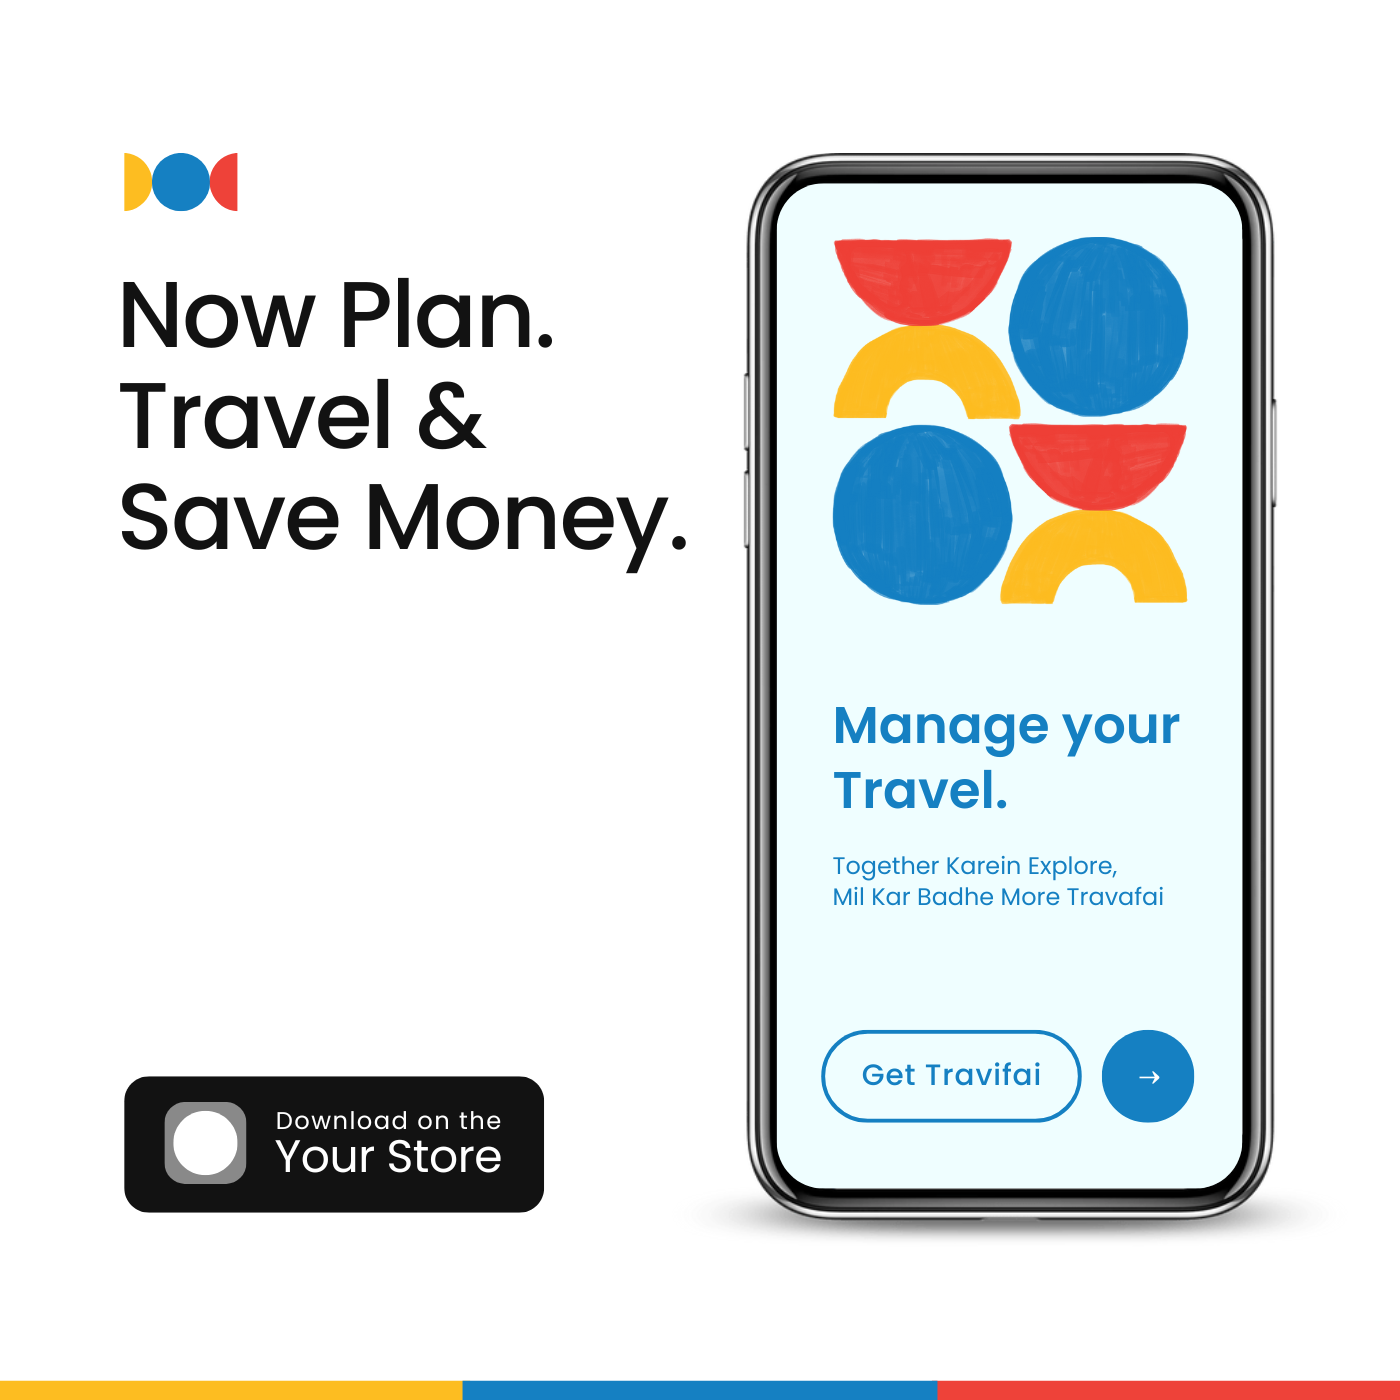 Now Plan.
Travel &
Save Money.
Manage your
Travel.
Together Karein Explore,
Mil Kar Badhe More Travafai
Get Travifai
→
Download on the
Your Store